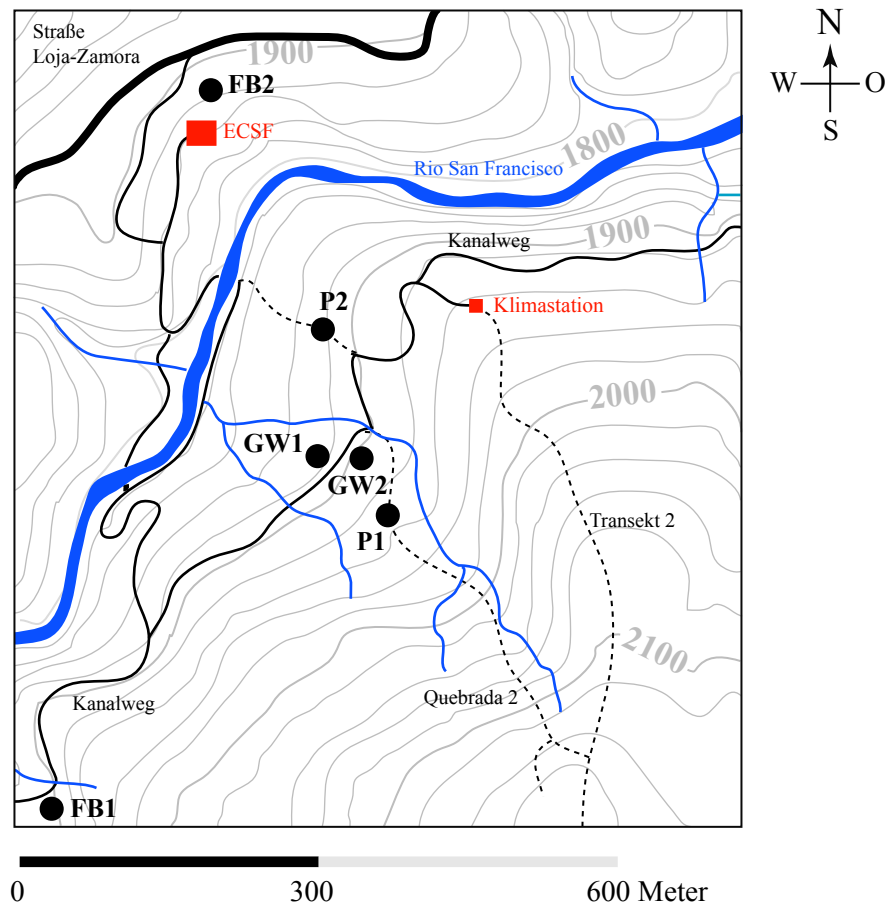 Straße
Loja-Zamora
1900
FB2
ECSF
N
W
O
S
Rio San Francisco
1800
Kanalweg
1900
P2
Klimastation
2000
GW1
GW2
P1
Transekt 2
2100
Quebrada 2
Kanalweg
FB1
0
300
600 Meter